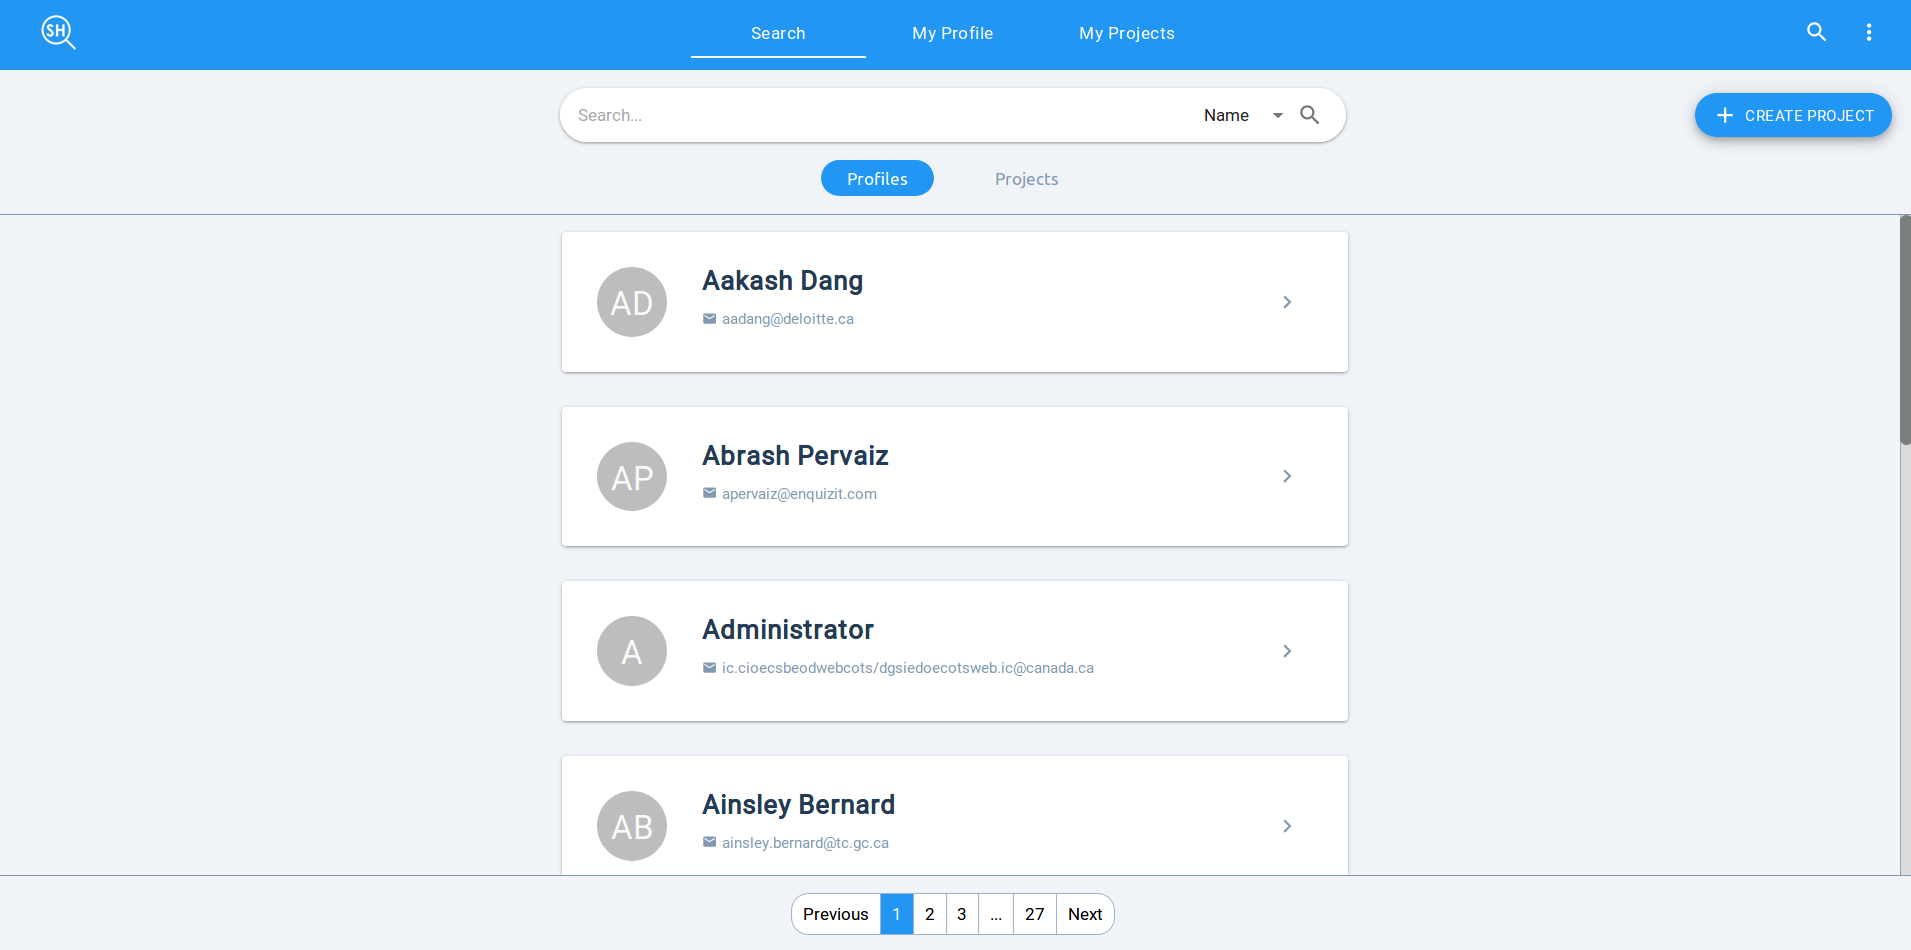 SH
Search
My Profile
My Projects
Search...
Name
CREATE PROJECT
Profiles
Projects
AD
Aakash Dang
aadang@deloitte.ca
AP
Abrash Pervaiz
apervaiz@enquizit.com
A
Administrator
ic.cioecsbeodwebcots/dgsiedoecotsweb.ic@canada.ca
AB
Ainsley Bernard
ainsley.bernard@tc.gc.ca
Previous 1 2 3 ... 27 Next